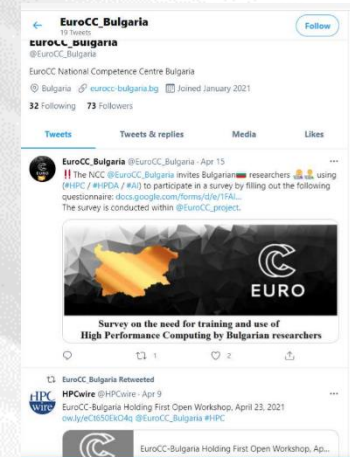 EuroCC_Bulgaria
19 Tweets
Follow
EuroCC_Bulgaria
@EuroCC_Bulgaria
EuroCC National Competence Centre Bulgaria
Bulgaria eurocc-bulgaria.bg Joined January 2021
32 Following 73 Followers
Tweets Tweets & replies Media Likes
EuroCC_Bulgaria @EuroCC_Bulgaria · Apr 15
EURO
‼️ The NCC @EuroCC_Bulgaria invites Bulgarian researchers using
(#HPC / #HPDA / #AI) to participate in a survey by filling out the following
questionnaire: docs.google.com/forms/d/e/1FAI...
The survey is conducted within @EuroCC_project.
EURO
Survey on the need for training and use of
High Performance Computing by Bulgarian researchers
1 2
EuroCC_Bulgaria Retweeted
HPC wire
HPCwire @HPCwire · Apr 9
EuroCC-Bulgaria Holding First Open Workshop, April 23, 2021
ow.ly/eCt650EkO4q @EuroCC_Bulgaria #HPC
EuroCC-Bulgaria Holding First Open Workshop, Ap...